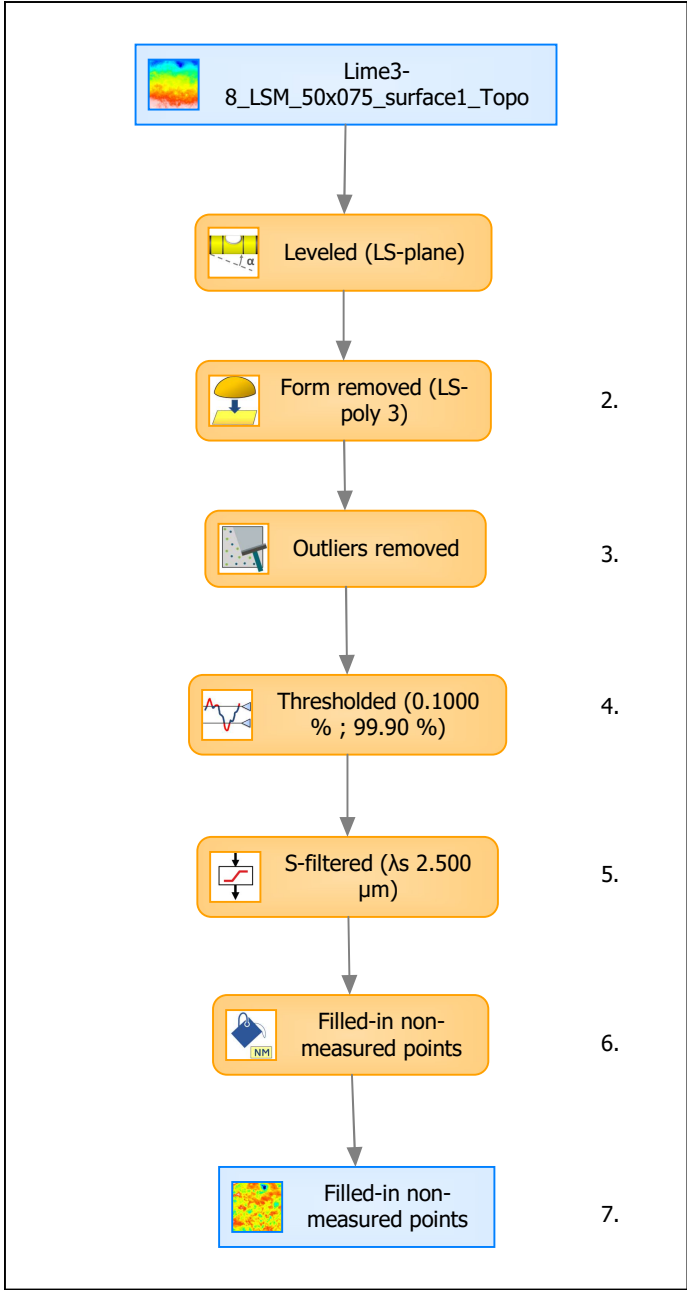 Lime3-
8_LSM_50x075_surface1_Topo
α
Leveled (LS-plane)
Form removed (LS-
poly 3)
2.
Outliers removed
3.
Thresholded (0.1000
% ; 99.90 %)
4.
S-filtered (λs 2.500
µm)
5.
NM
Filled-in non-
measured points
6.
Filled-in non-
measured points
7.